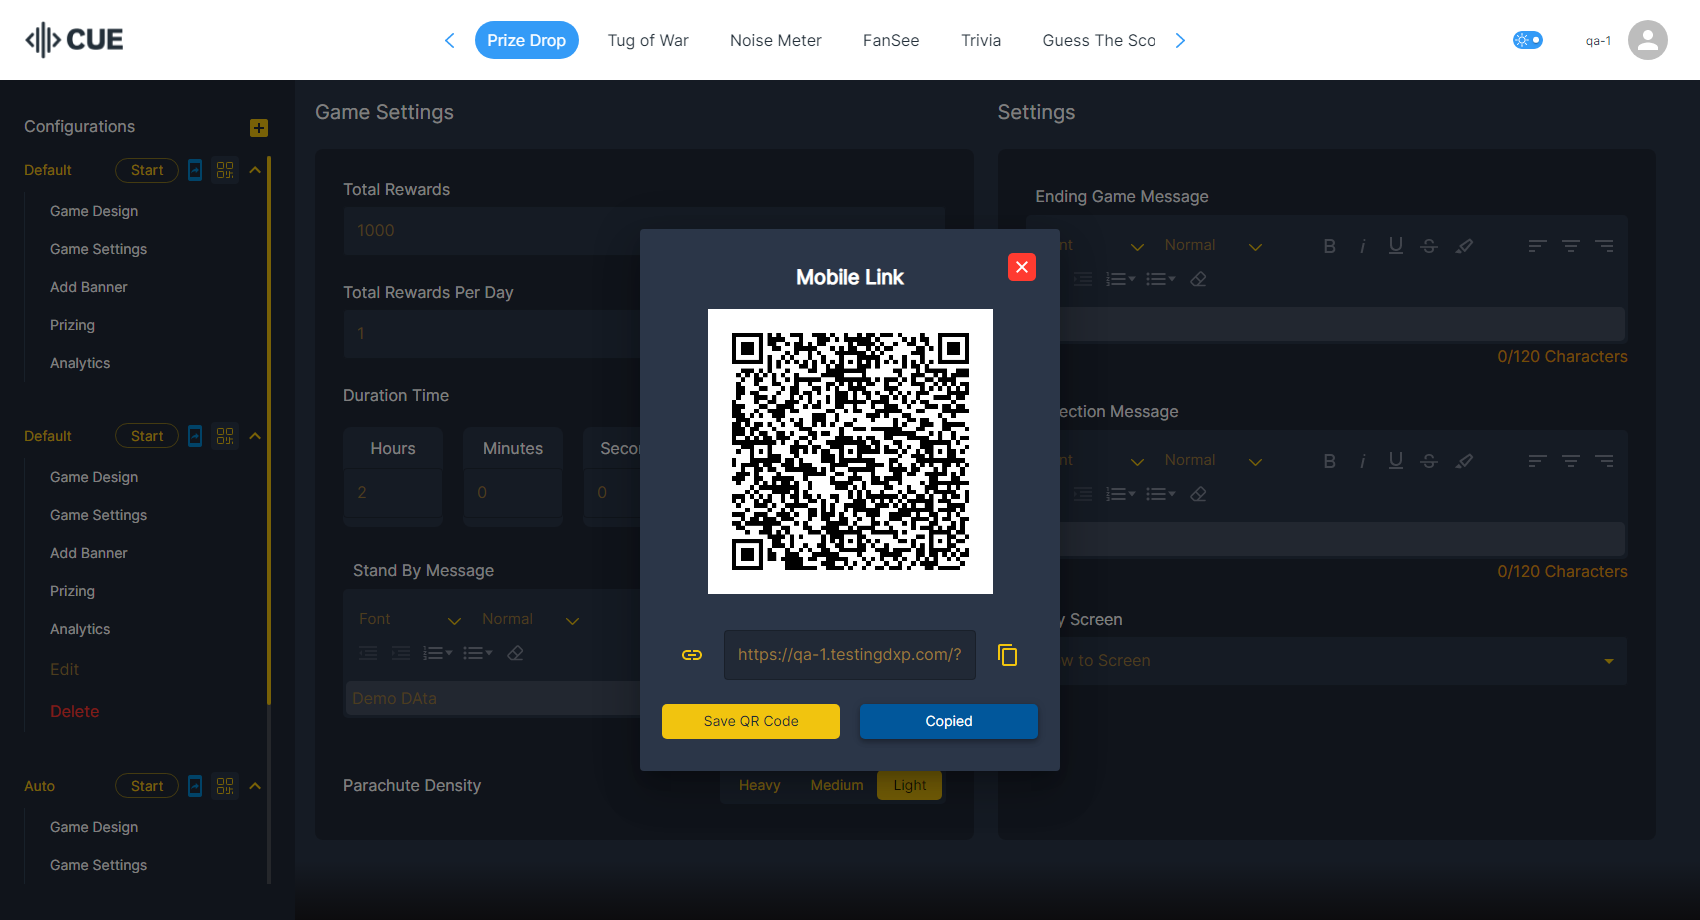 CUE
Prize Drop
Tug of War
Noise Meter
FanSee
Trivia
Guess The Sco
qa-1
Configurations
Default
Start
Game Design
Game Settings
Add Banner
Prizing
Analytics
Default
Start
Game Design
Game Settings
Add Banner
Prizing
Analytics
Edit
Delete
Auto
Start
Game Design
Game Settings
Game Settings
Total Rewards
1000
Total Rewards Per Day
1
Duration Time
Hours
Minutes
Secon
2
0
0
Stand By Message
Font
Normal
Demo DAta
Parachute Density
Heavy
Medium
Light
Mobile Link
https://qa-1.testingdxp.com/?
Save QR Code
Copied
Settings
Ending Game Message
nt
Normal
0/120 Characters
ection Message
nt
Normal
0/120 Characters
y Screen
w to Screen